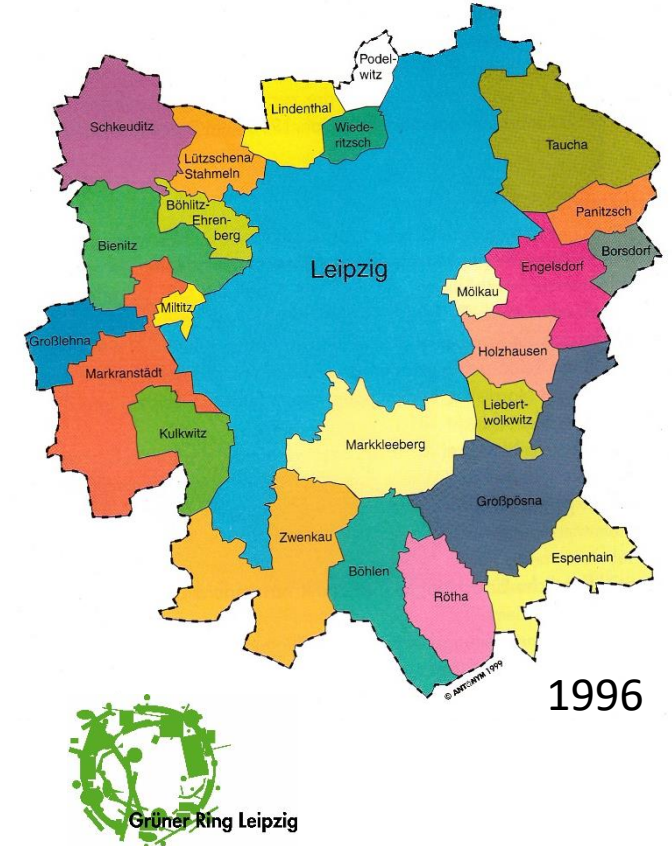 Podel-
witz
Lindenthal
Schkeuditz
Wiede-
ritzsch
Taucha
Lützschena/
Stahmeln
Böhlitz-
Ehren-
berg
Panitzsch
Bienitz
Borsdorf
Leipzig
Engelsdorf
Mölkau
Miltitz
Großlehna
Holzhausen
Markranstädt
Liebert-
wolkwitz
Kulkwitz
Markkleeberg
Großpösna
Zwenkau
Espenhain
Böhlen
Rötha
© ANTONYM 1999
1996
Grüner Ring Leipzig